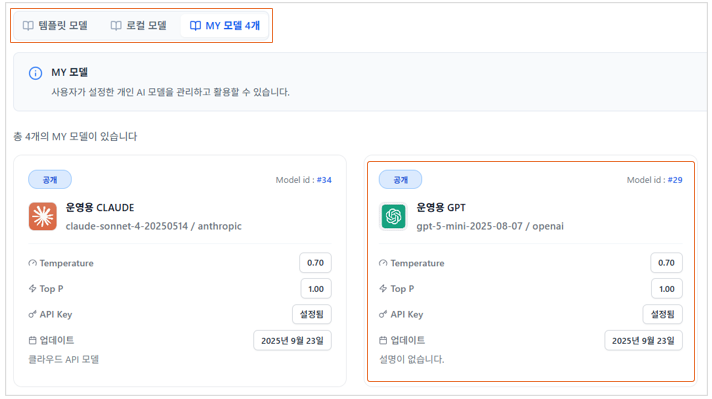 템플릿 모델 로컬 모델 MY 모델 4개
MY 모델
사용자가 설정한 개인 AI 모델을 관리하고 활용할 수 있습니다.
총 4개의 MY 모델이 있습니다
공개 Model id : #34
운영용 CLAUDE
claude-sonnet-4-20250514 / anthropic
Temperature 0.70
Top P 1.00
API Key 설정됨
업데이트 2025년 9월 23일
클라우드 API 모델
공개 Model id : #29
운영용 GPT
gpt-5-mini-2025-08-07 / openai
Temperature 0.70
Top P 1.00
API Key 설정됨
업데이트 2025년 9월 23일
설명이 없습니다.